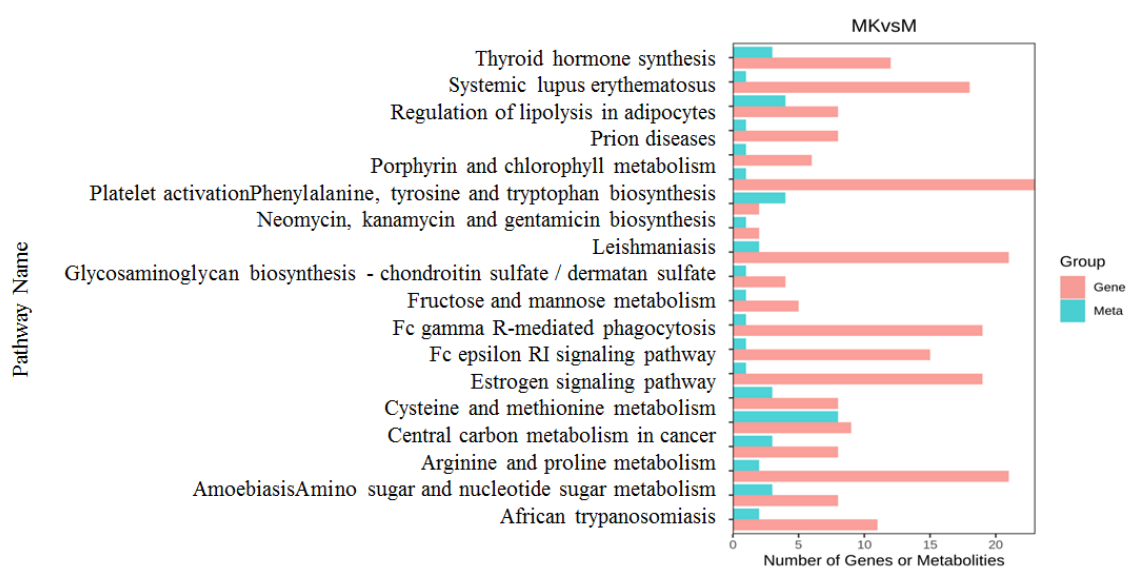 MKvsM
Thyroid hormone synthesis
Systemic lupus erythematosus
Regulation of lipolysis in adipocytes
Prion diseases
Porphyrin and chlorophyll metabolism
Platelet activationPhenylalanine, tyrosine and tryptophan biosynthesis
Neomycin, kanamycin and gentamicin biosynthesis
Leishmaniasis
Glycosaminoglycan biosynthesis - chondroitin sulfate / dermatan sulfate
Fructose and mannose metabolism
Fc gamma R-mediated phagocytosis
Fc epsilon RI signaling pathway
Estrogen signaling pathway
Cysteine and methionine metabolism
Central carbon metabolism in cancer
Arginine and proline metabolism
AmoebiasisAmino sugar and nucleotide sugar metabolism
African trypanosomiasis
Pathway Name
0 5 10 15 20
Number of Genes or Metabolities
Group
Gene
Meta